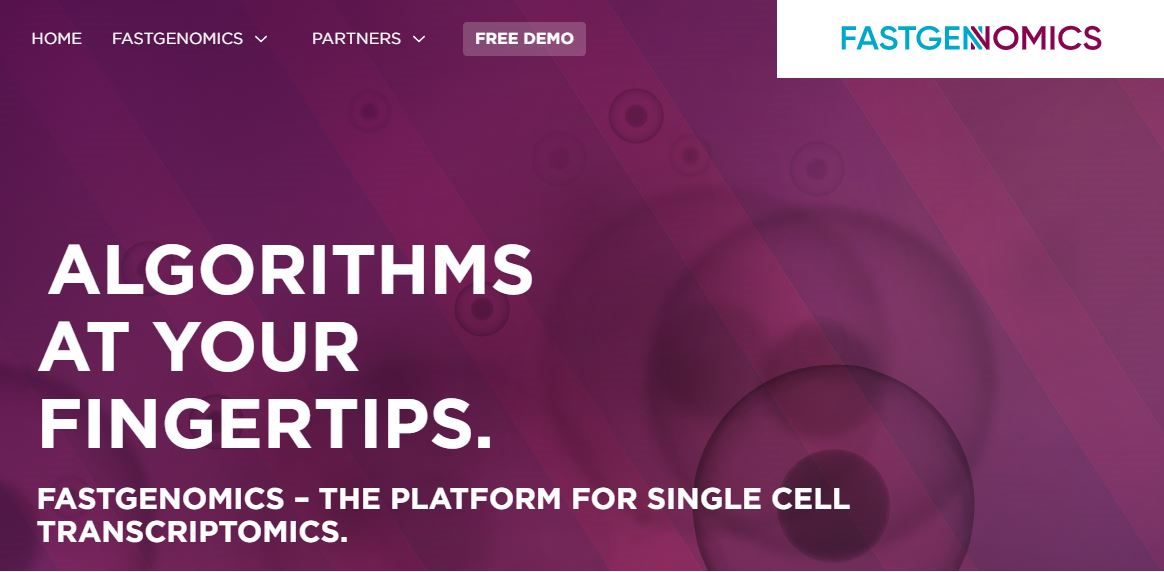 HOME FASTGENOMICS PARTNERS FREE DEMO
FASTGENOMICS
ALGORITHMS
AT YOUR
FINGERTIPS.
FASTGENOMICS – THE PLATFORM FOR SINGLE CELL
TRANSCRIPTOMICS.